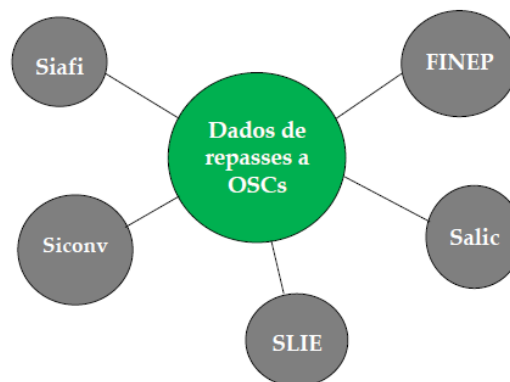 Siafi
FINEP
Dados de
repasses a
OSCs
Siconv
Salic
SLIE